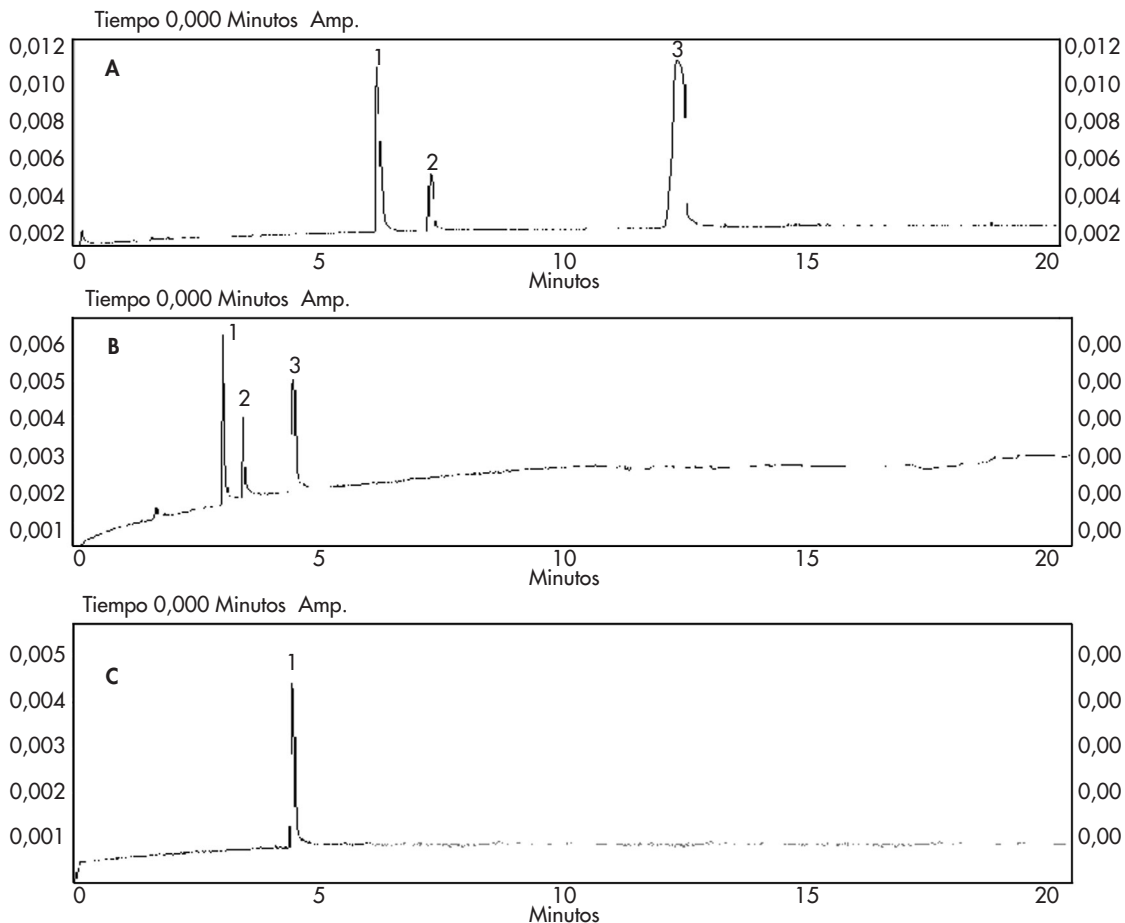 Tiempo 0,000 Minutos Amp.
0,012 A 1 3 0,012
0,010 0,010
0,008 0,008
0,006 2 0,006
0,004 0,004
0,002 0,002
0 5 10 15 20
Minutos
Tiempo 0,000 Minutos Amp.
B 1
0,006 0,00
0,005 3 0,00
0,004 2 0,00
0,003 0,00
0,002 0,00
0,001 0,00
0 5 10 15 20
Minutos
Tiempo 0,000 Minutos Amp.
0,005 1 0,00
C
0,004 0,00
0,003 0,00
0,002 0,00
0,001 0,00
0 5 10 15 20
Minutos